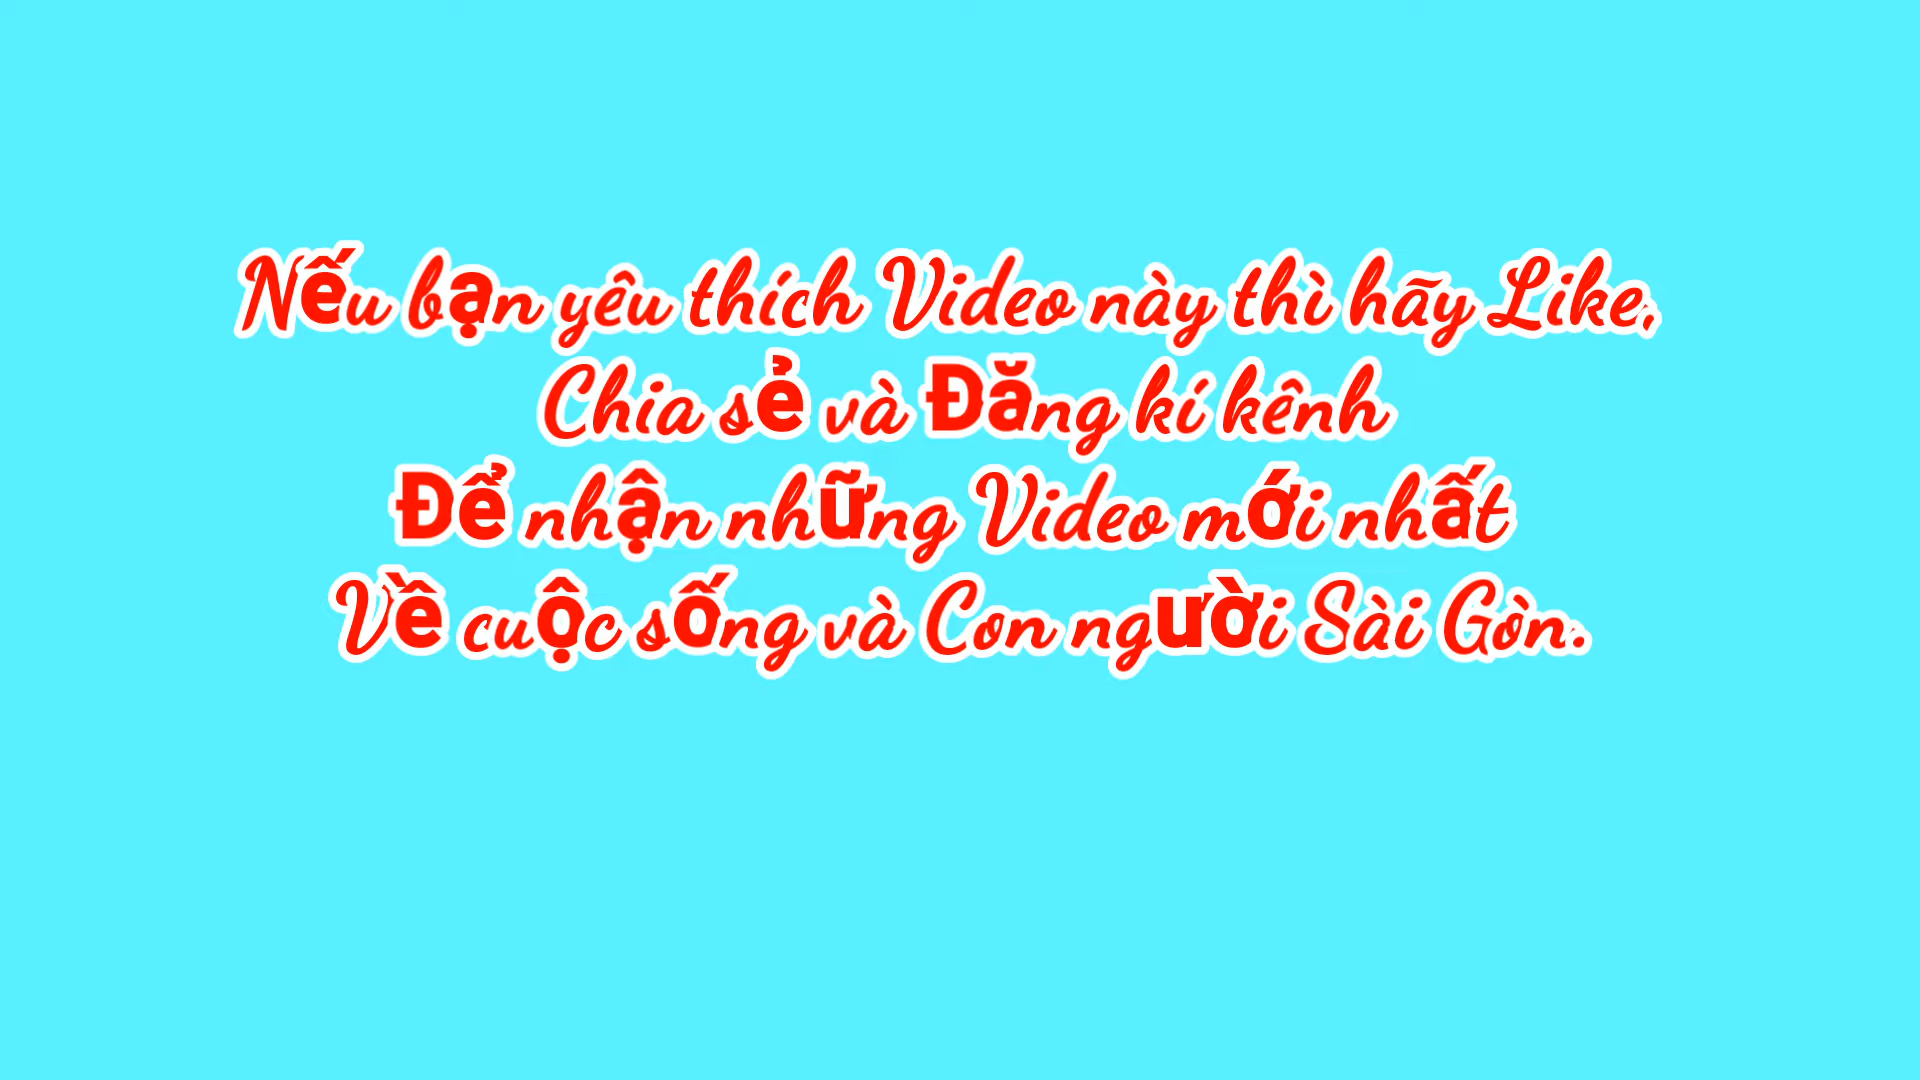 Nếu bạn yêu thích Video này thì hãy Like,
Chia sẻ và Đăng kí kênh
Để nhận những Video mới nhất
Về cuộc sống và Con người Sài Gòn.